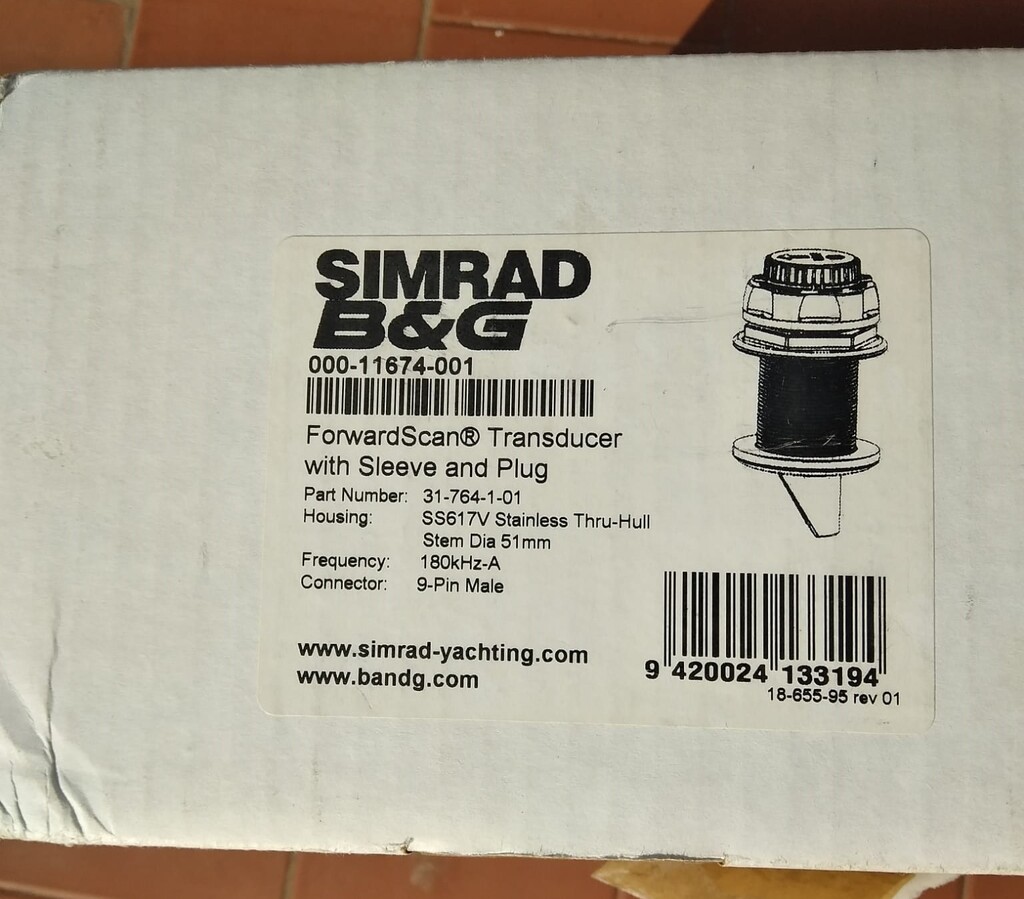 SIMRAD
B&G
000-11674-001
ForwardScan® Transducer
with Sleeve and Plug
Part Number: 31-764-1-01
Housing: SS617V Stainless Thru-Hull
Stem Dia 51mm
Frequency: 180kHz-A
Connector: 9-Pin Male
www.simrad-yachting.com
www.bandg.com
9 420024 133194
18-655-95 rev 01